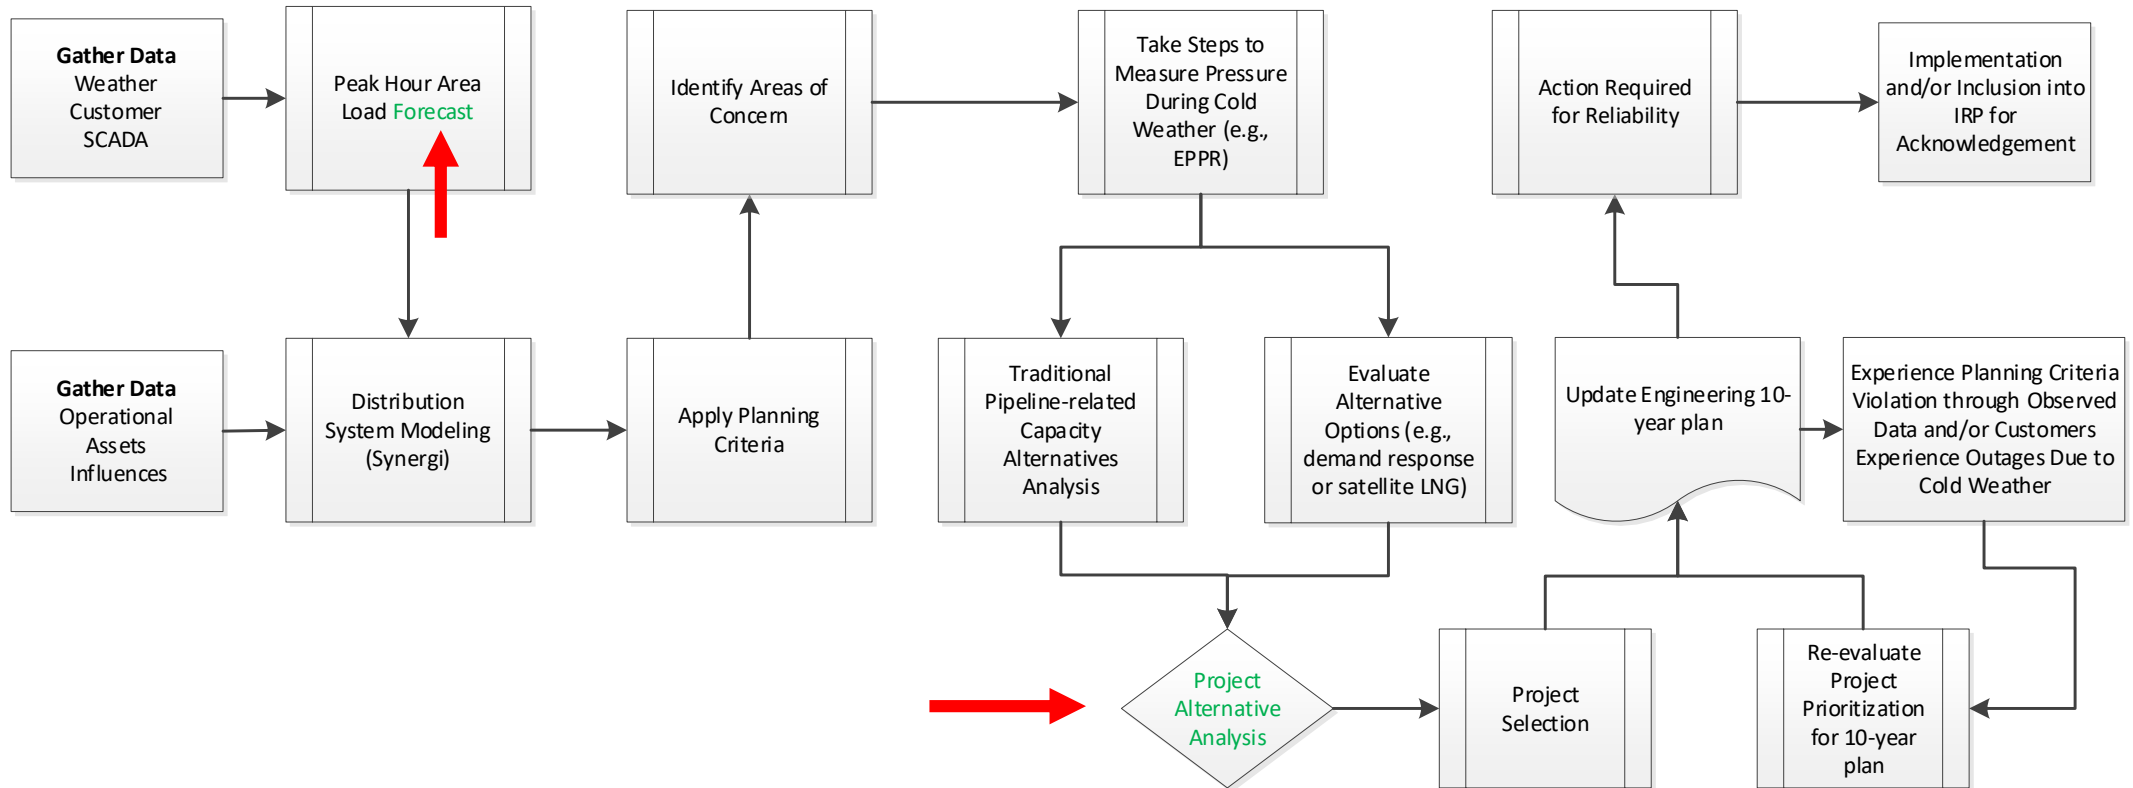 Gather Data
Weather
Customer
SCADA
Peak Hour Area
Load Forecast
Identify Areas of
Concern
Take Steps to
Measure Pressure
During Cold
Weather (e.g.,
EPPR)
Action Required
for Reliability
Implementation
and/or Inclusion into
IRP for
Acknowledgement
Gather Data
Operational
Assets
Influences
Distribution
System Modeling
(Synergi)
Apply Planning
Criteria
Traditional
Pipeline-related
Capacity
Alternatives
Analysis
Evaluate
Alternative
Options (e.g.,
demand response
or satellite LNG)
Update Engineering 10-
year plan
Experience Planning Criteria
Violation through Observed
Data and/or Customers
Experience Outages Due to
Cold Weather
Project
Alternative
Analysis
Project
Selection
Re-evaluate
Project
Prioritization
for 10-year
plan